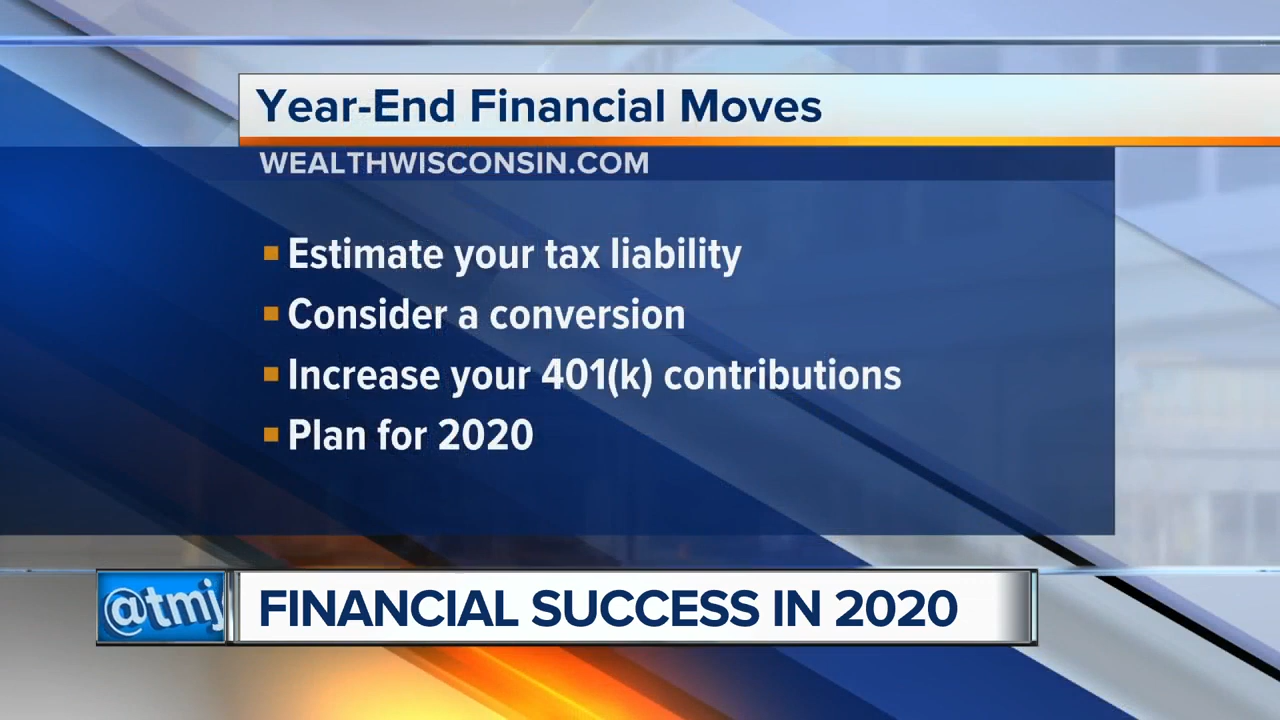 Year-End Financial Moves
WEALTHWISCONSIN.COM
Estimate your tax liability
Consider a conversion
Increase your 401(k) contributions
Plan for 2020
@tmj
FINANCIAL SUCCESS IN 2020